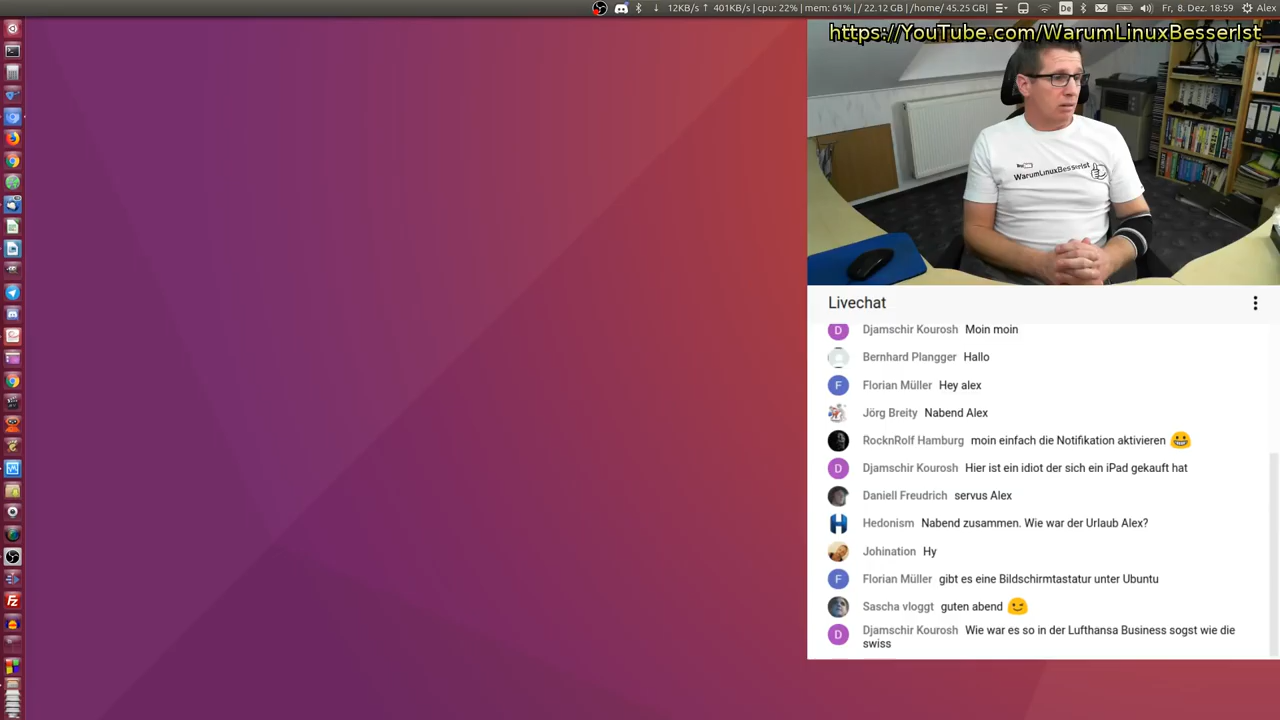 12KB/s 401KB/s|cpu: 22%|mem: 61%|/ 22.12 GB|/home/ 45.25 GB| De Fr, 8. Dez. 18:59 Alex
https://YouTube.com/WarumLinuxBesserIst
WarumLinuxBesserIst
Livechat
D Djamschir Kourosh Moin moin
Bernhard Plangger Hallo
F Florian Müller Hey alex
Jörg Breity Nabend Alex
RocknRolf Hamburg moin einfach die Notifikation aktivieren 😀
D Djamschir Kourosh Hier ist ein idiot der sich ein iPad gekauft hat
Daniell Freudrich servus Alex
H Hedonism Nabend zusammen. Wie war der Urlaub Alex?
Johination Hy
F Florian Müller gibt es eine Bildschirmtastatur unter Ubuntu
Sascha vloggt guten abend 😉
D Djamschir Kourosh Wie war es so in der Lufthansa Business sogst wie die
swiss